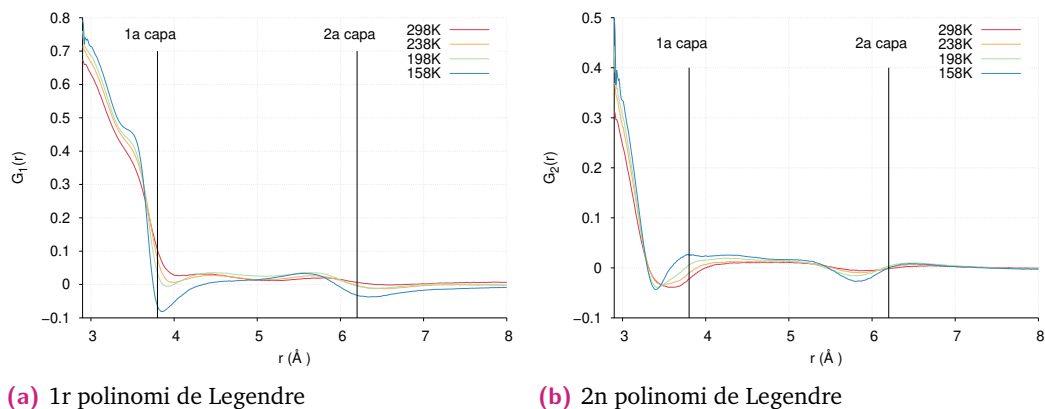 0.8
0.7
0.6
0.5
0.4
0.3
0.2
0.1
0
−0.1
G1(r)
1a capa
2a capa
298K
238K
198K
158K
3 4 5 6 7 8
r (Å )
(a) 1r polinomi de Legendre
0.5
0.4
0.3
0.2
0.1
0
−0.1
G2(r)
1a capa
2a capa
298K
238K
198K
158K
3 4 5 6 7 8
r (Å )
(b) 2n polinomi de Legendre